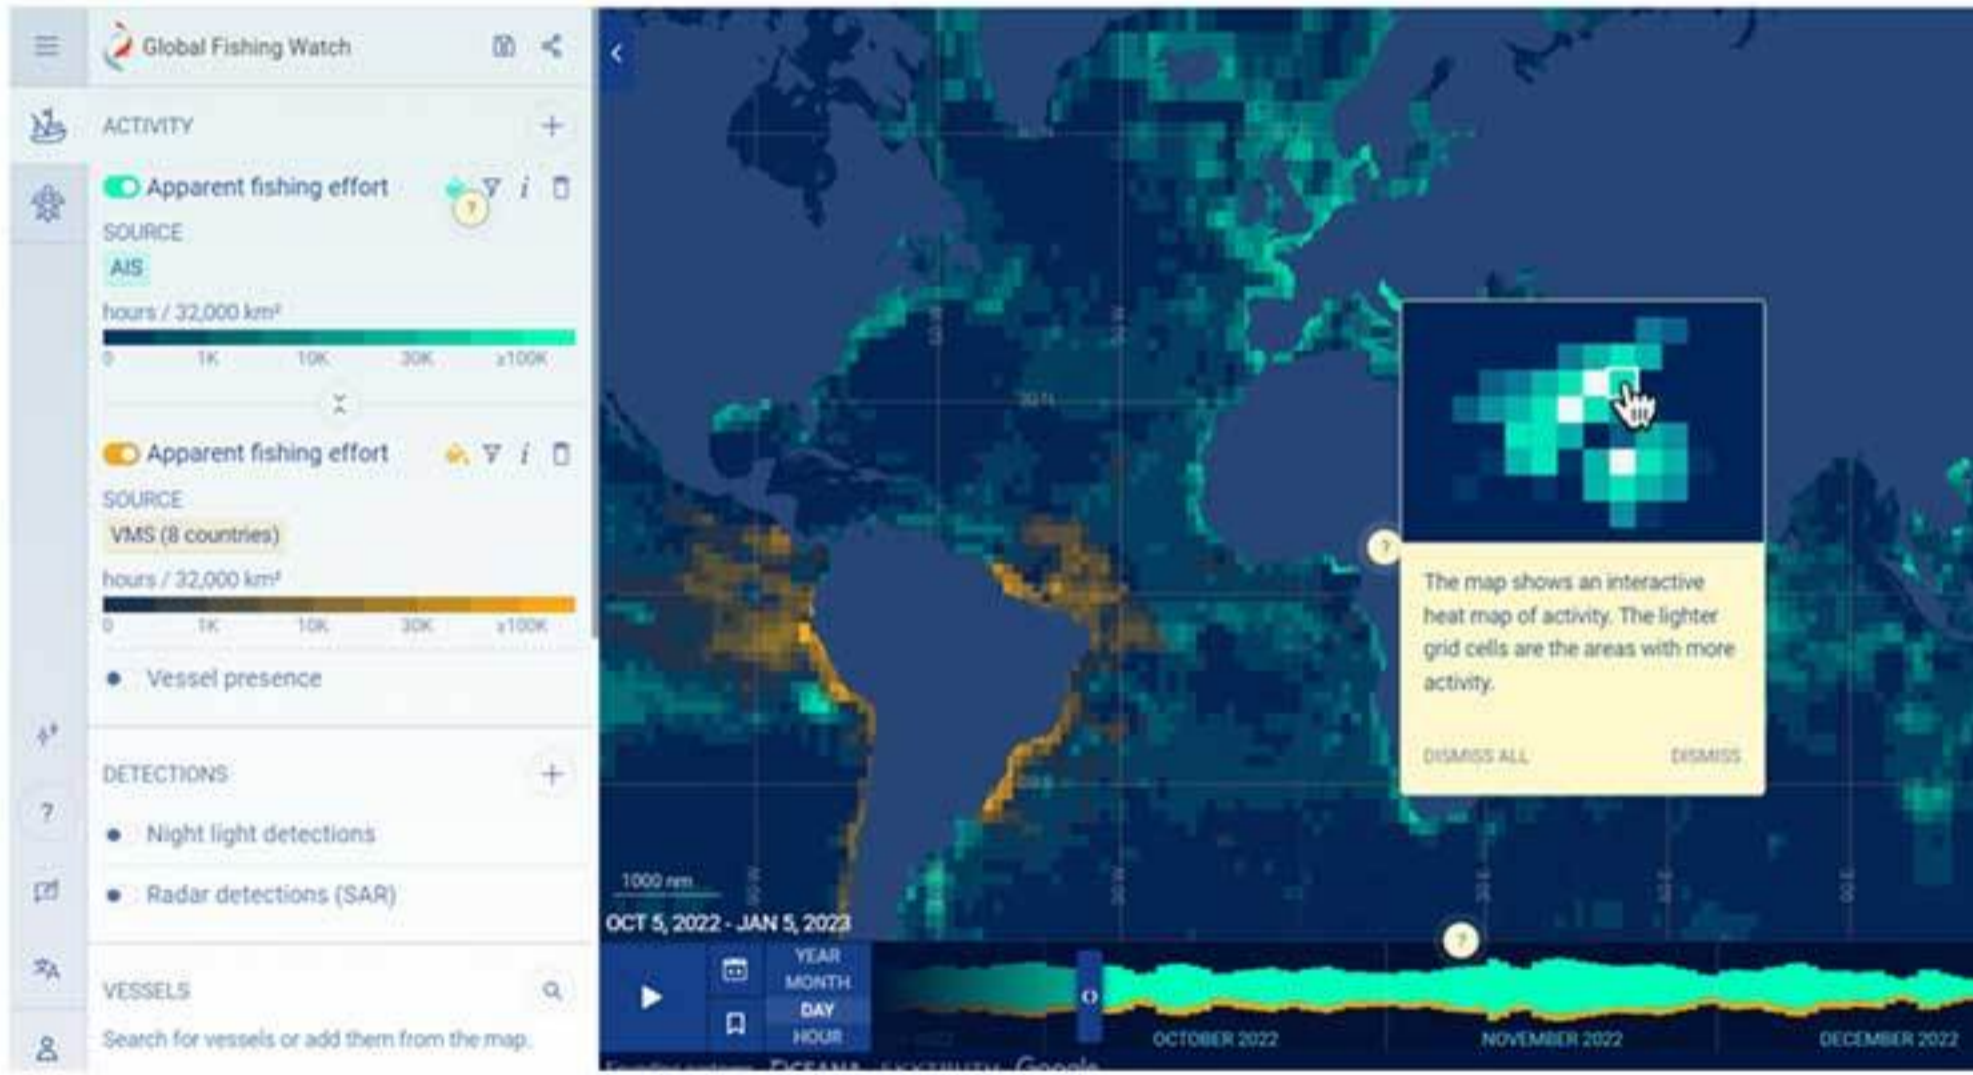 Global Fishing Watch
ACTIVITY
Apparent fishing effort
?
SOURCE
AIS
hours / 32,000 km²
0 1K 10K 30K ≥100K
Apparent fishing effort
SOURCE
VMS (8 countries)
hours / 32,000 km²
0 1K 10K 30K ≥100K
Vessel presence
DETECTIONS
Night light detections
Radar detections (SAR)
VESSELS
Search for vessels or add them from the map.
?
30 N
?
The map shows an interactive
heat map of activity. The lighter
grid cells are the areas with more
activity.
DISMISS ALL DISMISS
1000 nm
OCT 5, 2022 - JAN 5, 2023
?
YEAR
MONTH
DAY
HOUR
OCTOBER 2022 NOVEMBER 2022 DECEMBER 2022
OCEANA SKYTRUTH Google